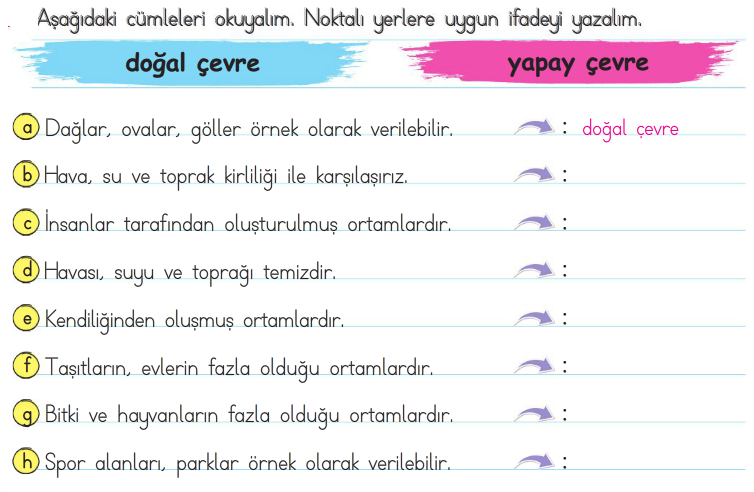 Aşağıdaki cümleleri okuyalım. Noktalı yerlere uygun ifadeyi yazalım.
doğal çevre yapay çevre
a Dağlar, ovalar, göller örnek olarak verilebilir. : doğal çevre
b Hava, su ve toprak kirliliği ile karşılaşırız. :
c İnsanlar tarafından oluşturulmuş ortamlardır. :
d Havası, suyu ve toprağı temizdir. :
e Kendiliğinden oluşmuş ortamlardır. :
f Taşıtların, evlerin fazla olduğu ortamlardır. :
g Bitki ve hayvanların fazla olduğu ortamlardır. :
h Spor alanları, parklar örnek olarak verilebilir. :